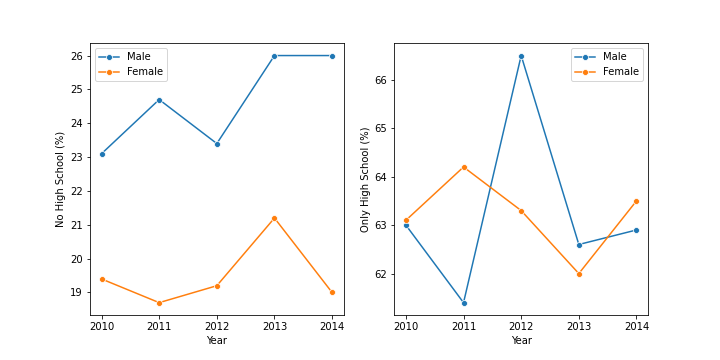 Male
Female
No High School (%)
26
25
24
23
22
21
20
19
2010 2011 2012 2013 2014
Year
Male
Female
Only High School (%)
66
65
64
63
62
2010 2011 2012 2013 2014
Year